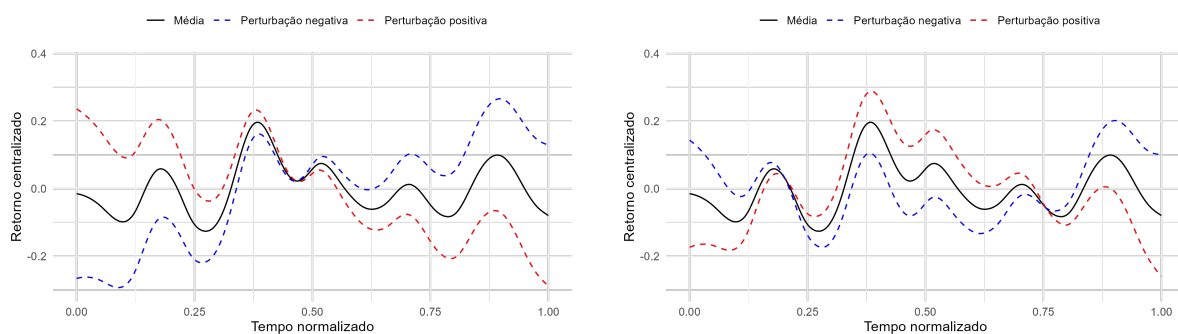 Média Perturbação negativa Perturbação positiva
Retorno centralizado
0.4
0.2
0.0
-0.2
0.00 0.25 0.50 0.75 1.00
Tempo normalizado
Média Perturbação negativa Perturbação positiva
Retorno centralizado
0.4
0.2
0.0
-0.2
0.00 0.25 0.50 0.75 1.00
Tempo normalizado